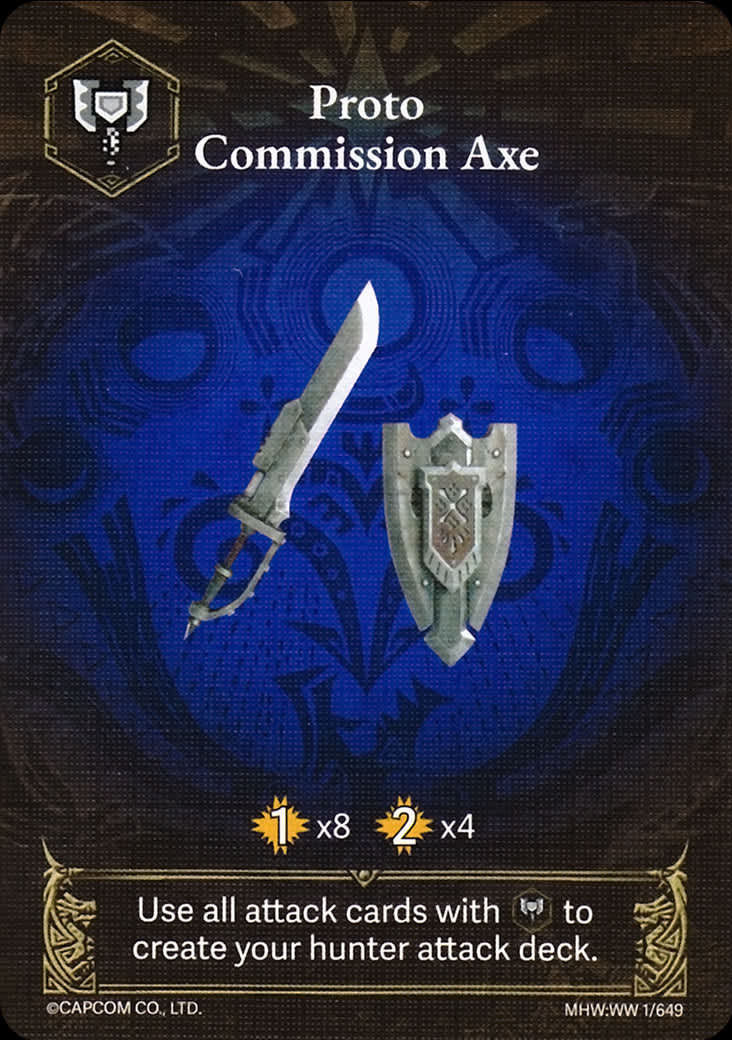 Proto
Commission Axe
1 x8 2 x4
Use all attack cards with to
create your hunter attack deck.
©CAPCOM CO., LTD.
MHW:WW 1/649